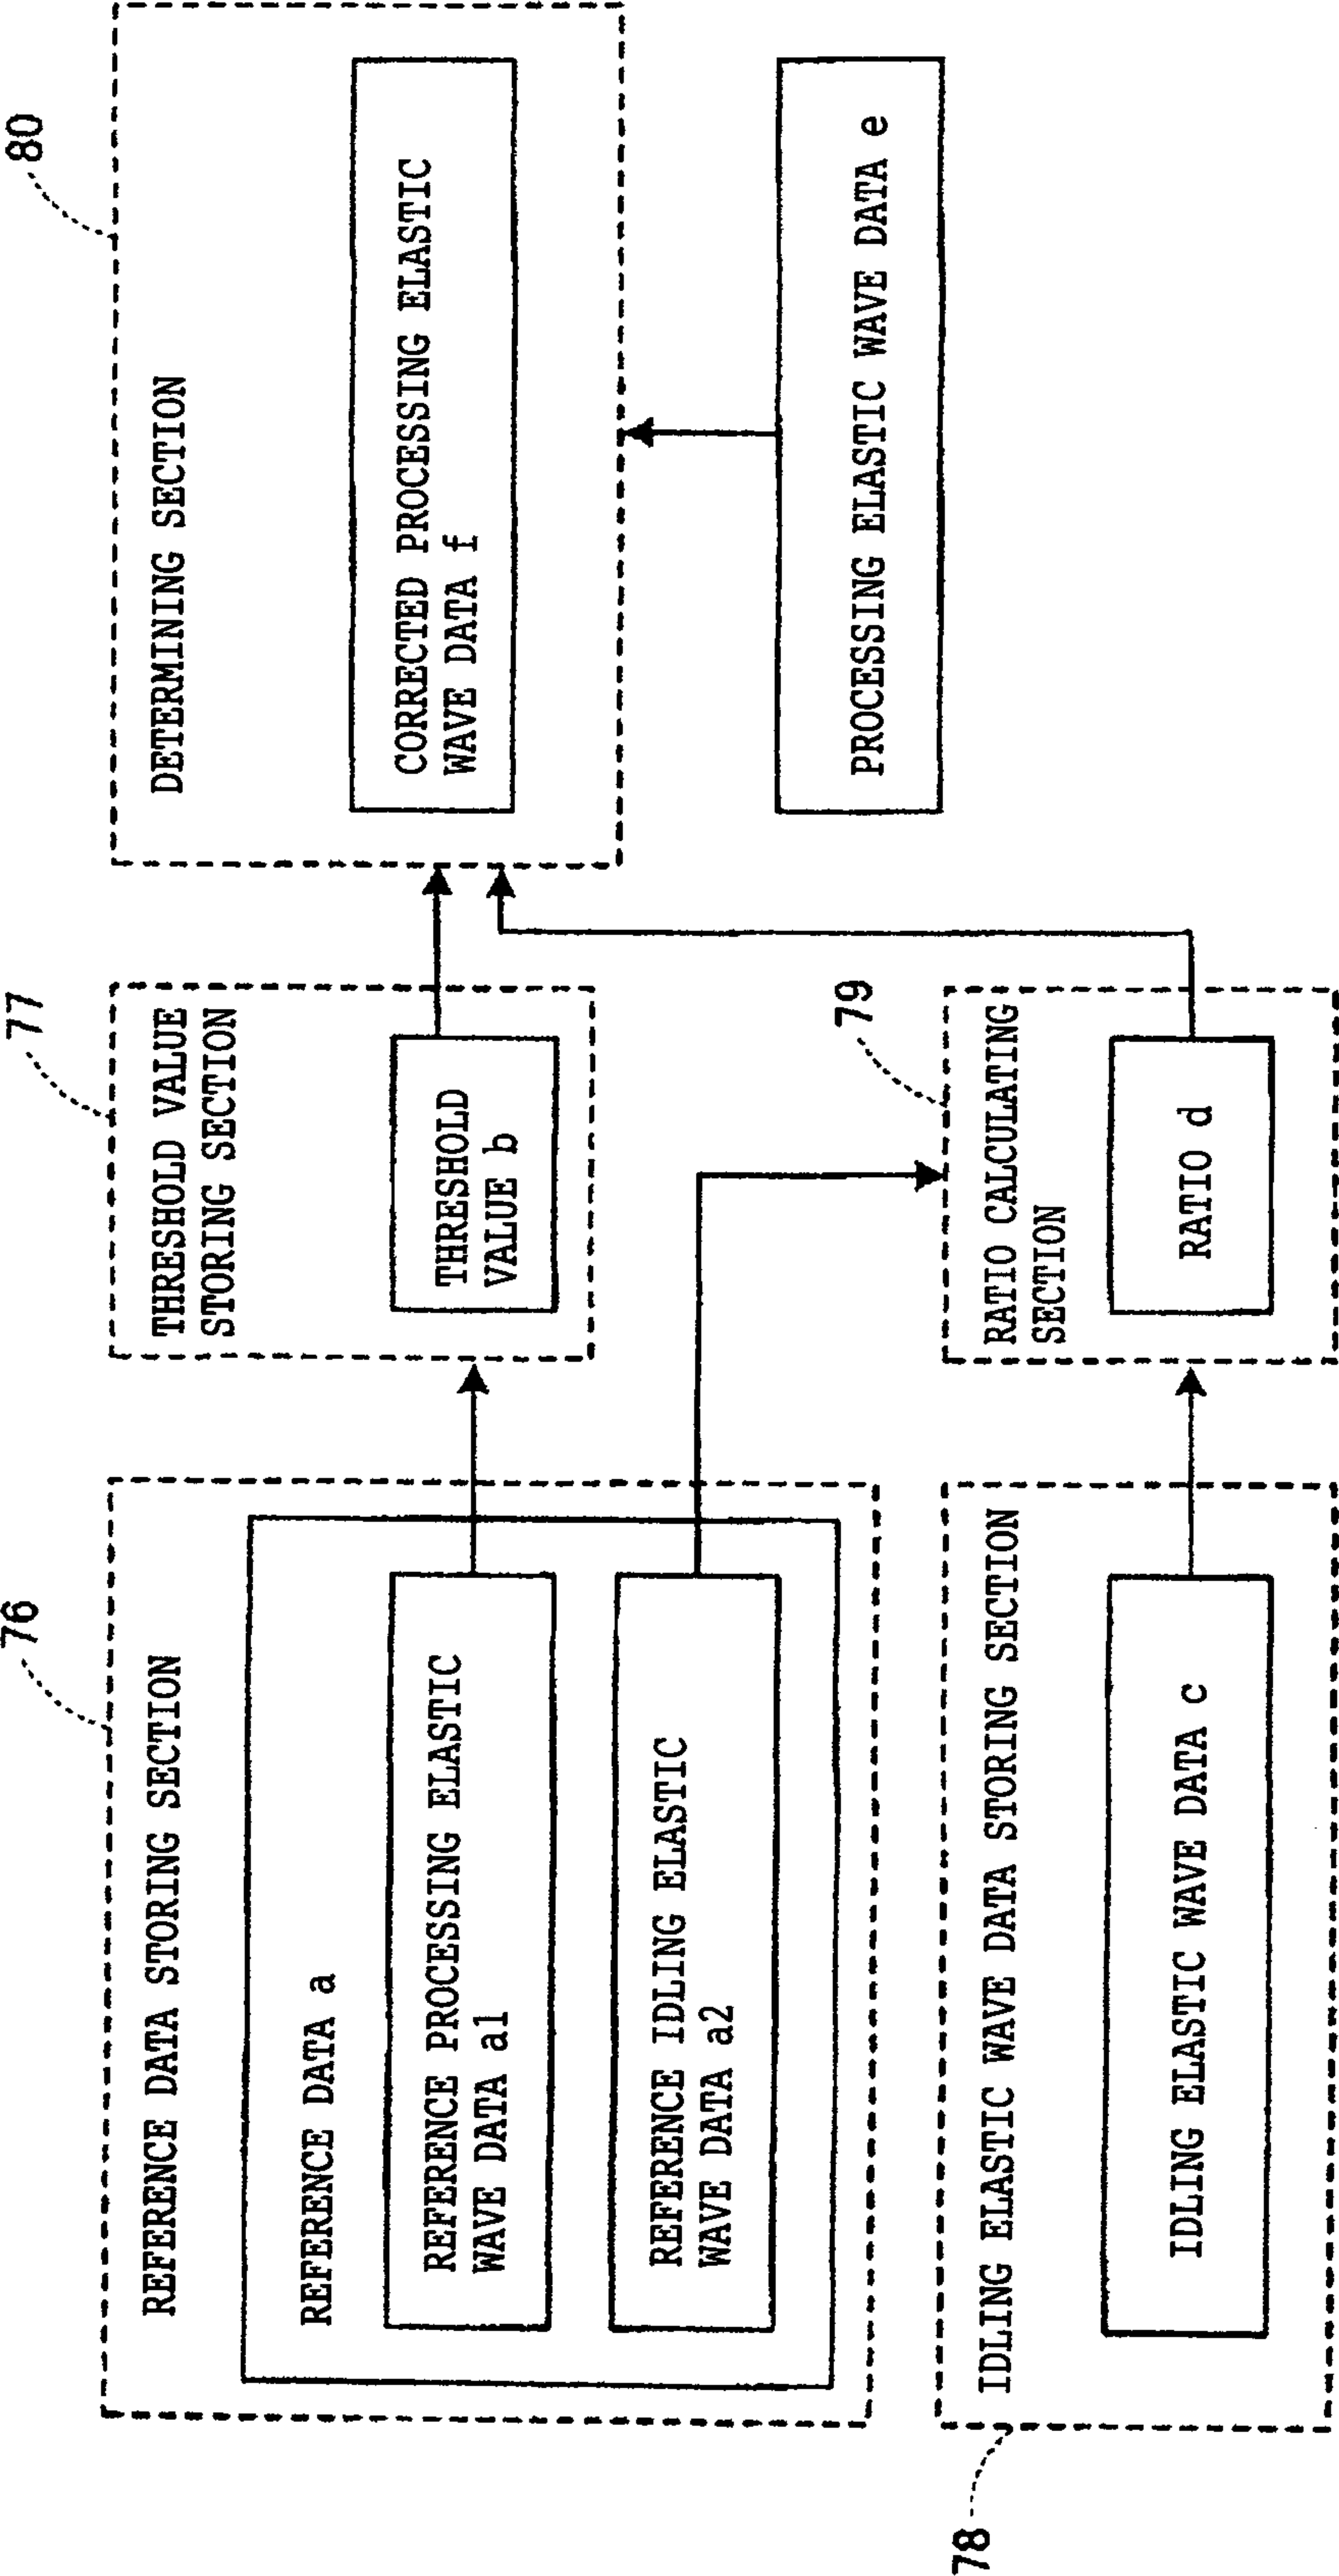 76
REFERENCE DATA STORING SECTION
REFERENCE DATA a
REFERENCE PROCESSING ELASTIC
WAVE DATA a1
REFERENCE IDLING ELASTIC
WAVE DATA a2
77
THRESHOLD VALUE
STORING SECTION
THRESHOLD
VALUE b
80
DETERMINING SECTION
CORRECTED PROCESSING ELASTIC
WAVE DATA f
PROCESSING ELASTIC WAVE DATA e
78
IDLING ELASTIC WAVE DATA STORING SECTION
IDLING ELASTIC WAVE DATA c
79
RATIO CALCULATING
SECTION
RATIO d